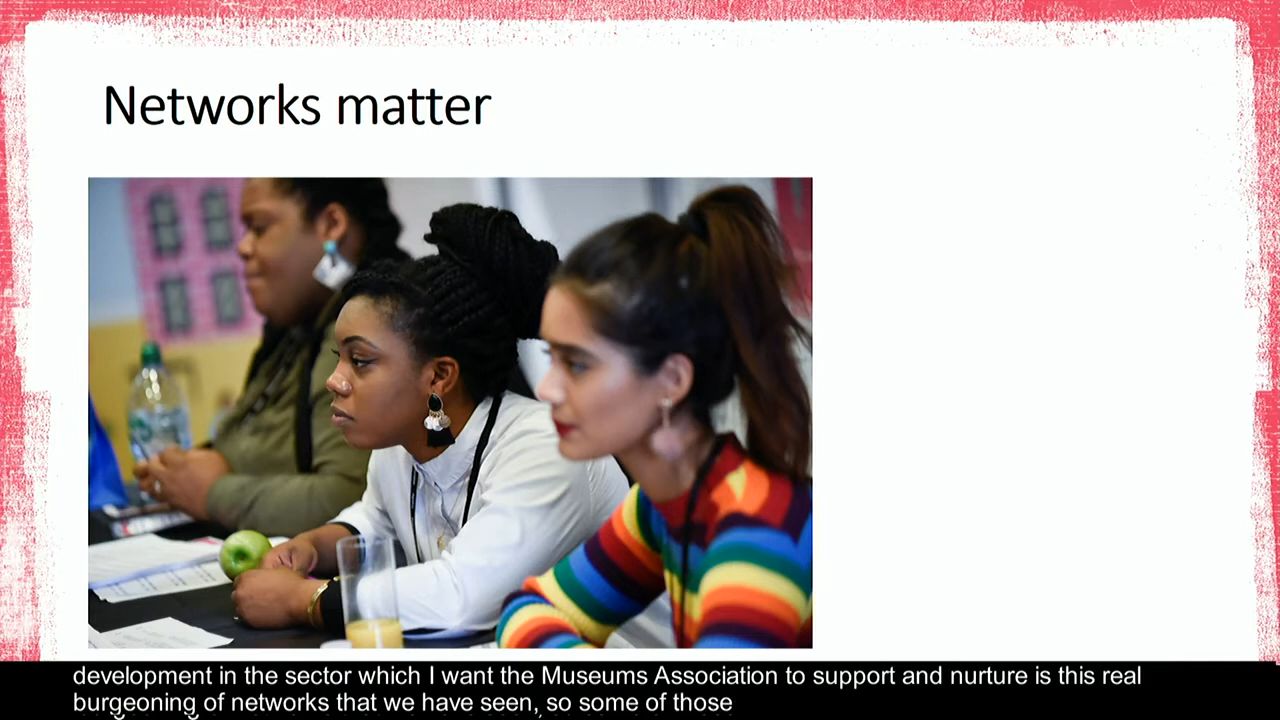 Networks matter
development in the sector which I want the Museums Association to support and nurture is this real
burgeoning of networks that we have seen, so some of those